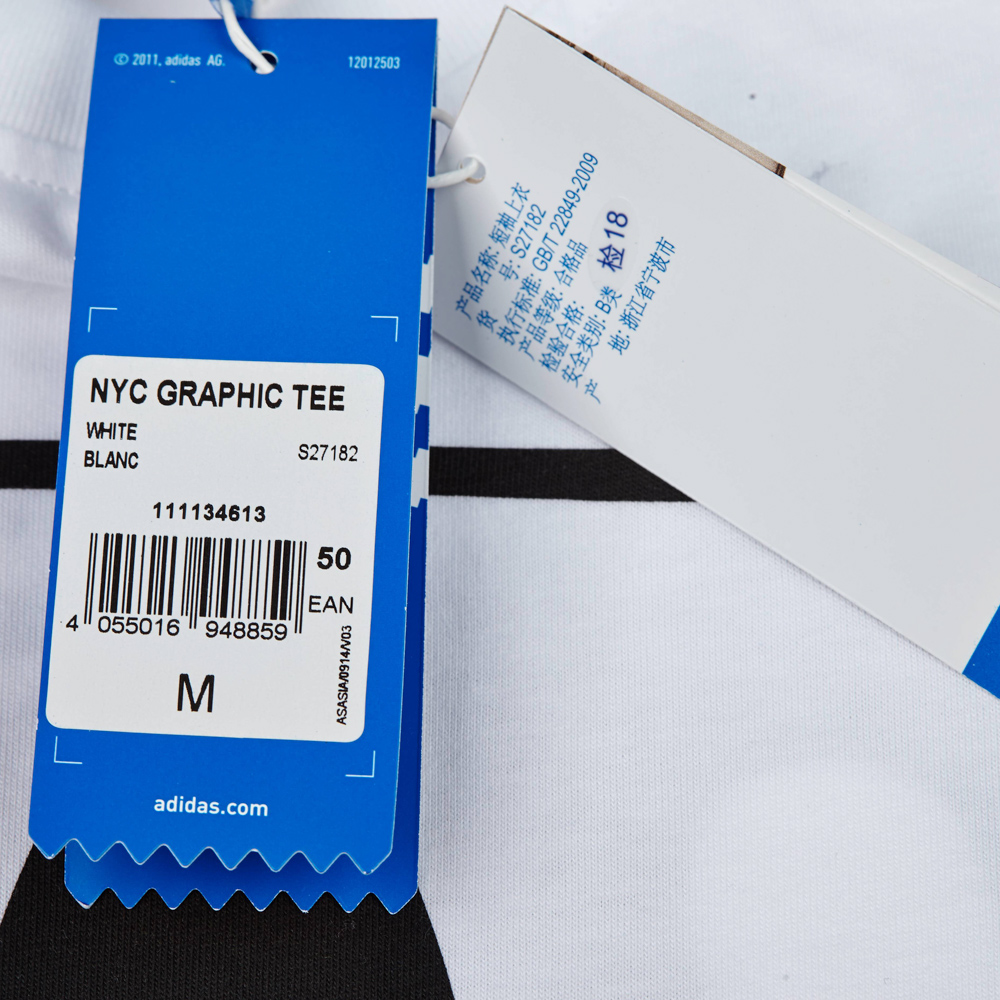 © 2011, adidas AG.
12012503
NYC GRAPHIC TEE
WHITE
BLANC
S27182
111134613
50
EAN
4 055016 948859
M
ASASIA/0914/V03
adidas.com
产品名称: 短袖上衣
货 号: S27182
执行标准: GB/T 22849-2009
产品等级: 合格品
检验合格: 检18
安全类别: B类
产 地: 浙江省宁波市